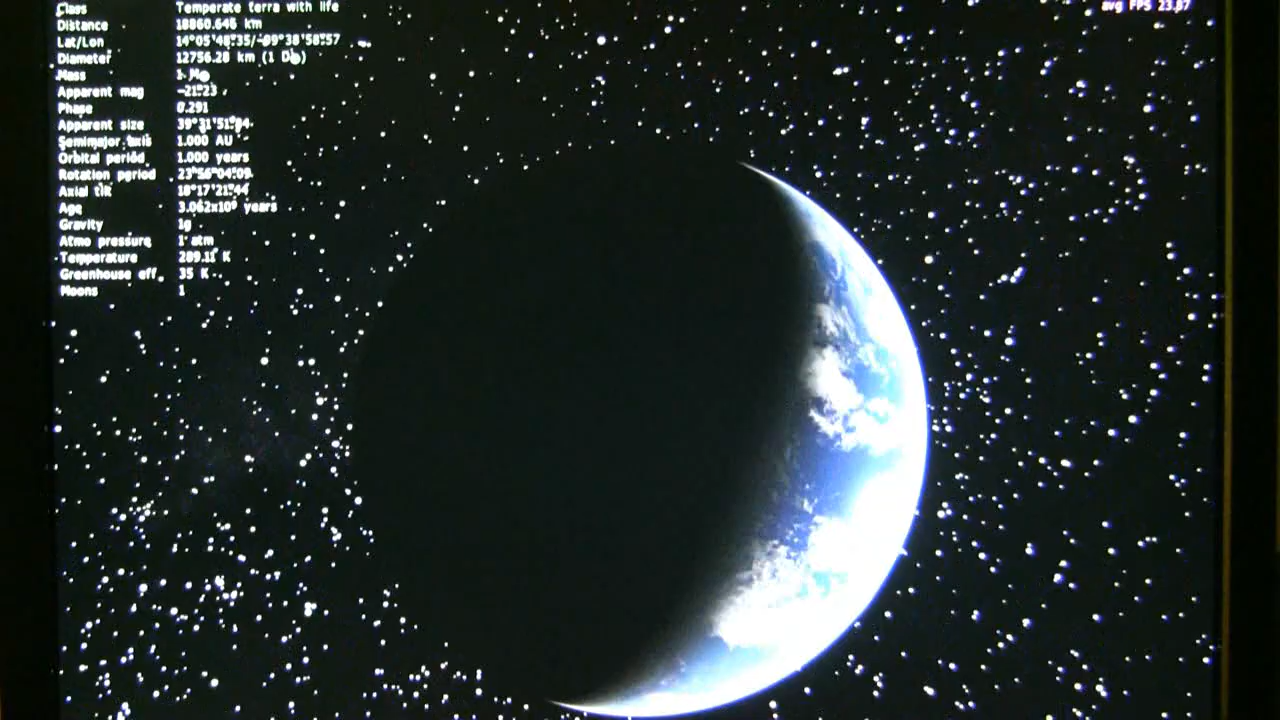 Class Temperate terra with life
avg FPS 23.87
Distance 18860.646 km
Lat/Lon 14°05'48"35/-99°38'58"57
Diameter 12756.28 km (1 D⊕)
Mass 1 M⊕
Apparent mag -21.23
Phase 0.291
Apparent size 39°31'51"84
Semimajor axis 1.000 AU
Orbital period 1.000 years
Rotation period 23ʰ56ᵐ04ˢ09
Axial tilt 18°17'21"44
Age 3.062x10⁹ years
Gravity 1g
Atmo pressure 1 atm
Temperature 289.11 K
Greenhouse eff. 35 K
Moons 1